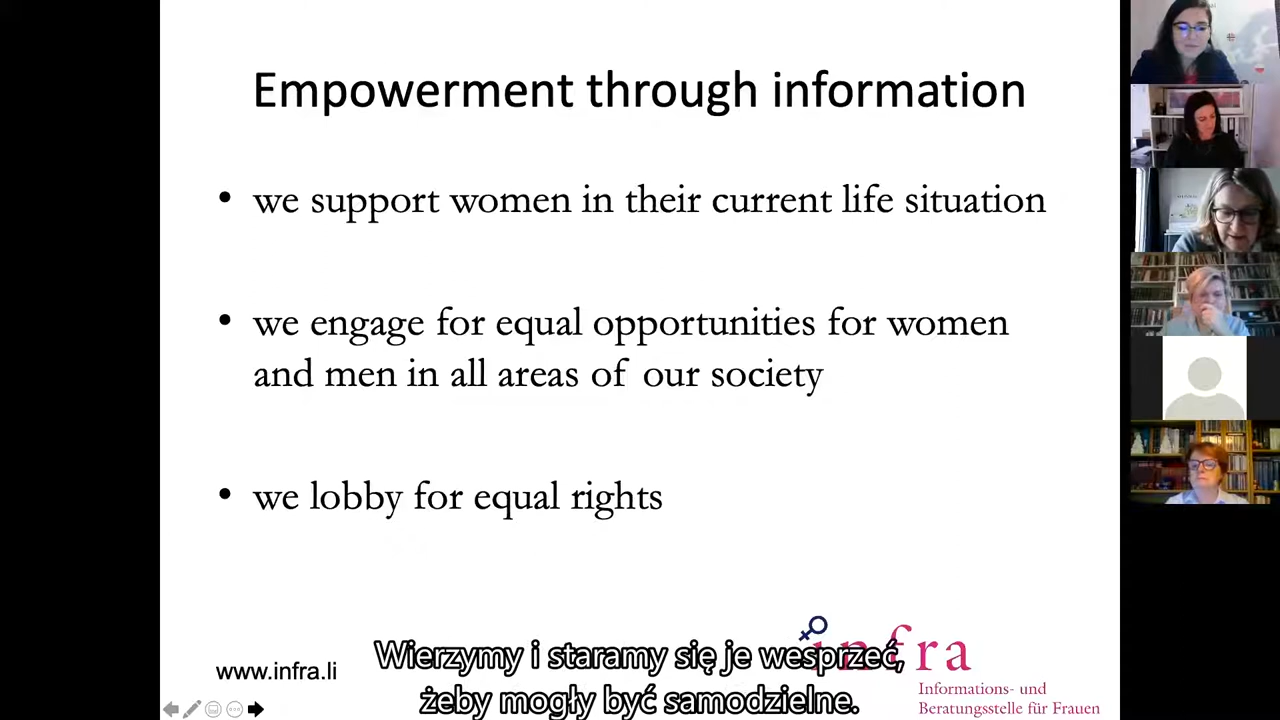 Empowerment through information
• we support women in their current life situation
• we engage for equal opportunities for women
and men in all areas of our society
• we lobby for equal rights
www.infra.li
infra
Informations- und
Beratungsstelle für Frauen
Wierzymy i staramy się je wesprzeć,
żeby mogły być samodzielne.